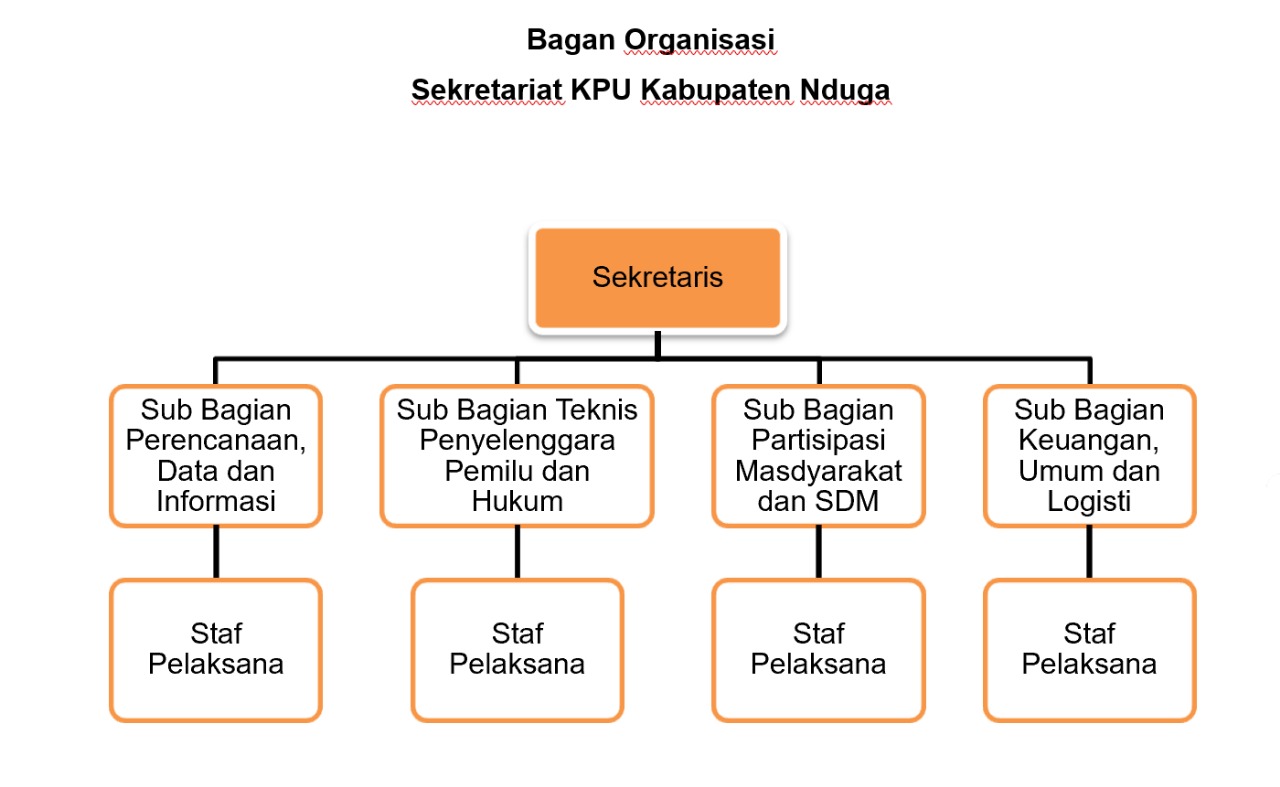 Bagan Organisasi
Sekretariat KPU Kabupaten Nduga
Sekretaris
Sub Bagian
Perencanaan,
Data dan
Informasi
Sub Bagian Teknis
Penyelenggara
Pemilu dan
Hukum
Sub Bagian
Partisipasi
Masdyarakat
dan SDM
Sub Bagian
Keuangan,
Umum dan
Logisti
Staf
Pelaksana
Staf
Pelaksana
Staf
Pelaksana
Staf
Pelaksana